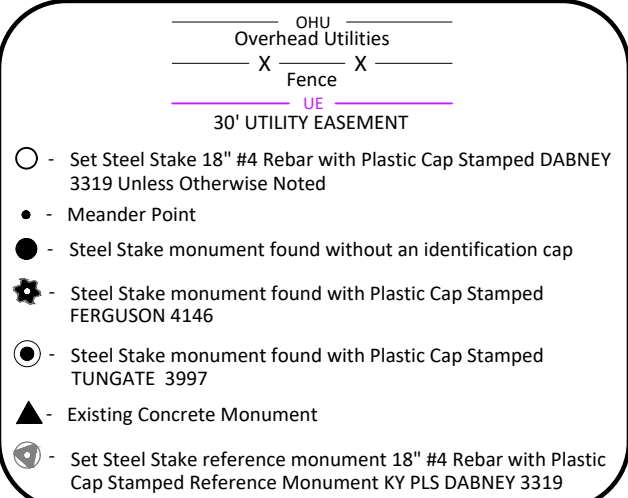 OHU
Overhead Utilities
X X
Fence
UE
30' UTILITY EASEMENT
- Set Steel Stake 18" #4 Rebar with Plastic Cap Stamped DABNEY
3319 Unless Otherwise Noted
- Meander Point
- Steel Stake monument found without an identification cap
- Steel Stake monument found with Plastic Cap Stamped
FERGUSON 4146
- Steel Stake monument found with Plastic Cap Stamped
TUNGATE 3997
- Existing Concrete Monument
- Set Steel Stake reference monument 18" #4 Rebar with Plastic
Cap Stamped Reference Monument KY PLS DABNEY 3319